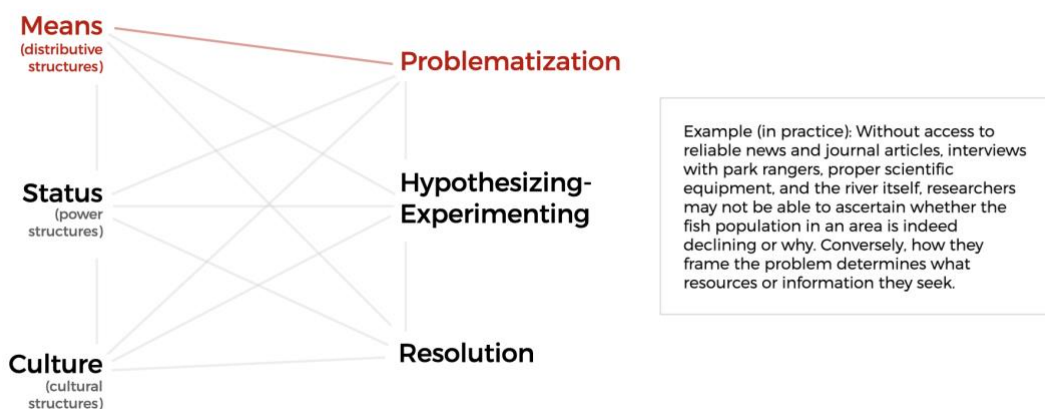 Means
(distributive
structures)
Problematization
Status
(power
structures)
Hypothesizing-
Experimenting
Culture
(cultural
structures)
Resolution
Example (in practice): Without access to
reliable news and journal articles, interviews
with park rangers, proper scientific
equipment, and the river itself, researchers
may not be able to ascertain whether the
fish population in an area is indeed
declining or why. Conversely, how they
frame the problem determines what
resources or information they seek.